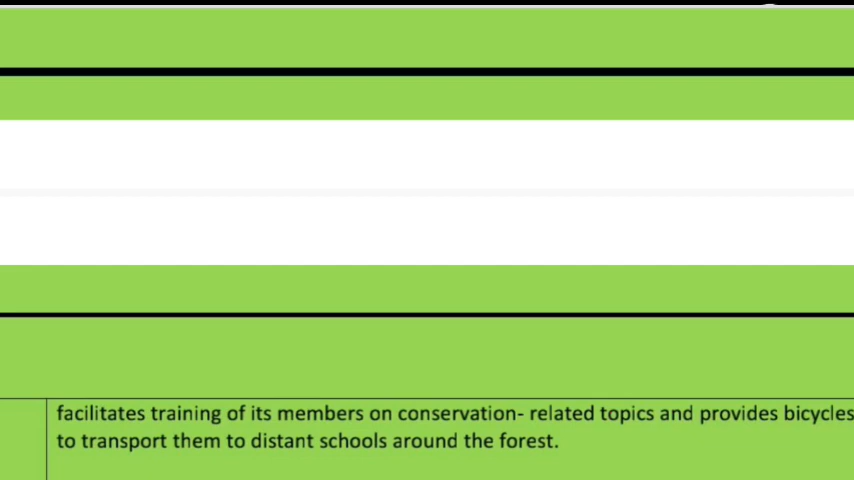 facilitates training of its members on conservation- related topics and provides bicycles
to transport them to distant schools around the forest.